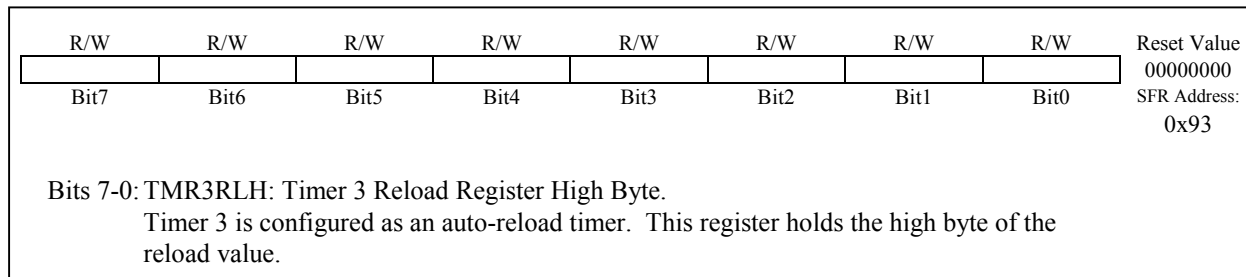 R/W R/W R/W R/W R/W R/W R/W R/W Reset Value
00000000
Bit7 Bit6 Bit5 Bit4 Bit3 Bit2 Bit1 Bit0 SFR Address:
0x93
Bits 7-0: TMR3RLH: Timer 3 Reload Register High Byte.
Timer 3 is configured as an auto-reload timer. This register holds the high byte of the
reload value.